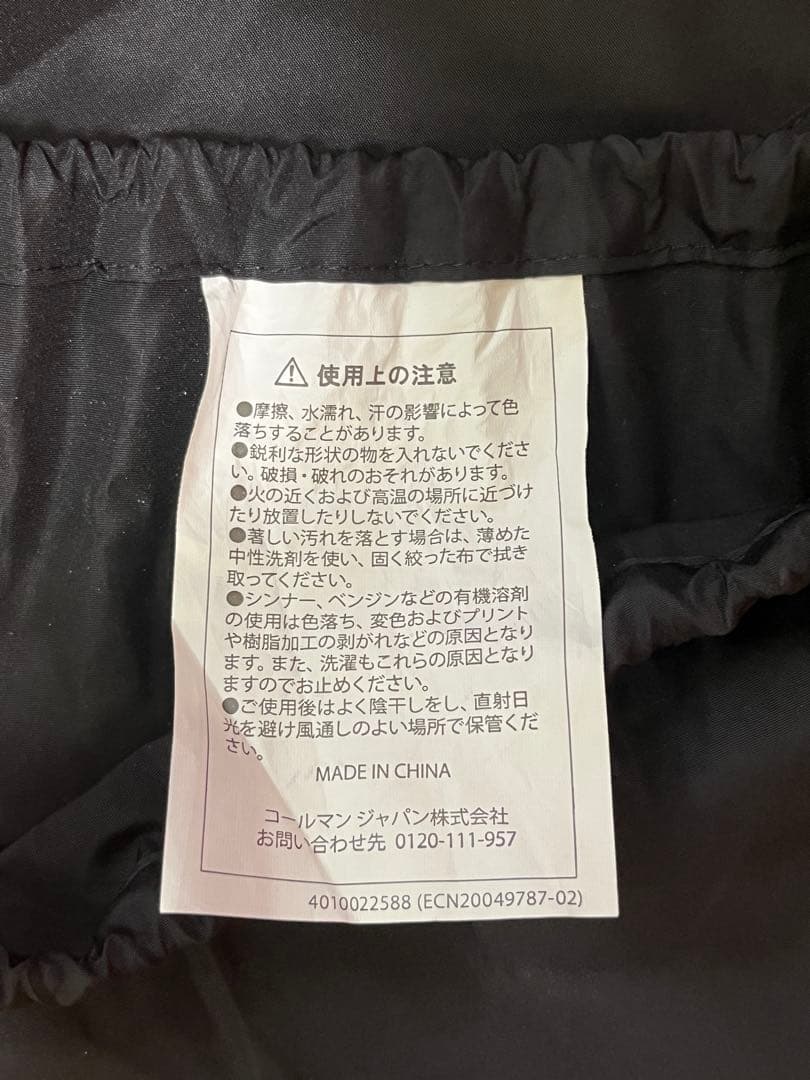 ⚠ 使用上の注意
●摩擦、水濡れ、汗の影響によって色
落ちすることがあります。
●鋭利な形状の物を入れないでくださ
い。破損・破れのおそれがあります。
●火の近くおよび高温の場所に近づけ
たり放置したりしないでください。
●著しい汚れを落とす場合は、薄めた
中性洗剤を使い、固く絞った布で拭き
取ってください。
●シンナー、ベンジンなどの有機溶剤
の使用は色落ち、変色およびプリント
や樹脂加工の剥がれなどの原因となり
ます。また、洗濯もこれらの原因となり
ますのでお止めください。
●ご使用後はよく陰干しをし、直射日
光を避け風通しのよい場所で保管くだ
さい。
MADE IN CHINA
コールマン ジャパン株式会社
お問い合わせ先 0120-111-957
4010022588 (ECN20049787-02)